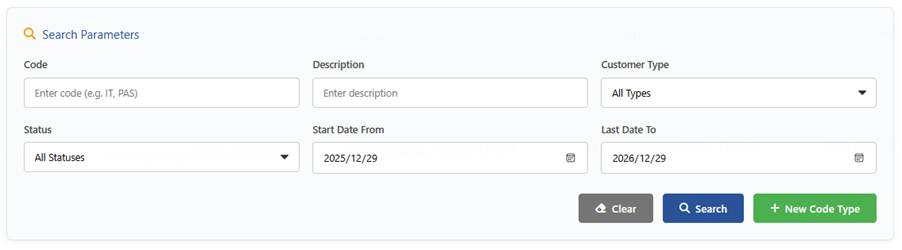 Search Parameters
Code Description Customer Type
Enter code (e.g. IT, PAS) Enter description All Types
Status Start Date From Last Date To
All Statuses 2025/12/29 2026/12/29
Clear Search + New Code Type